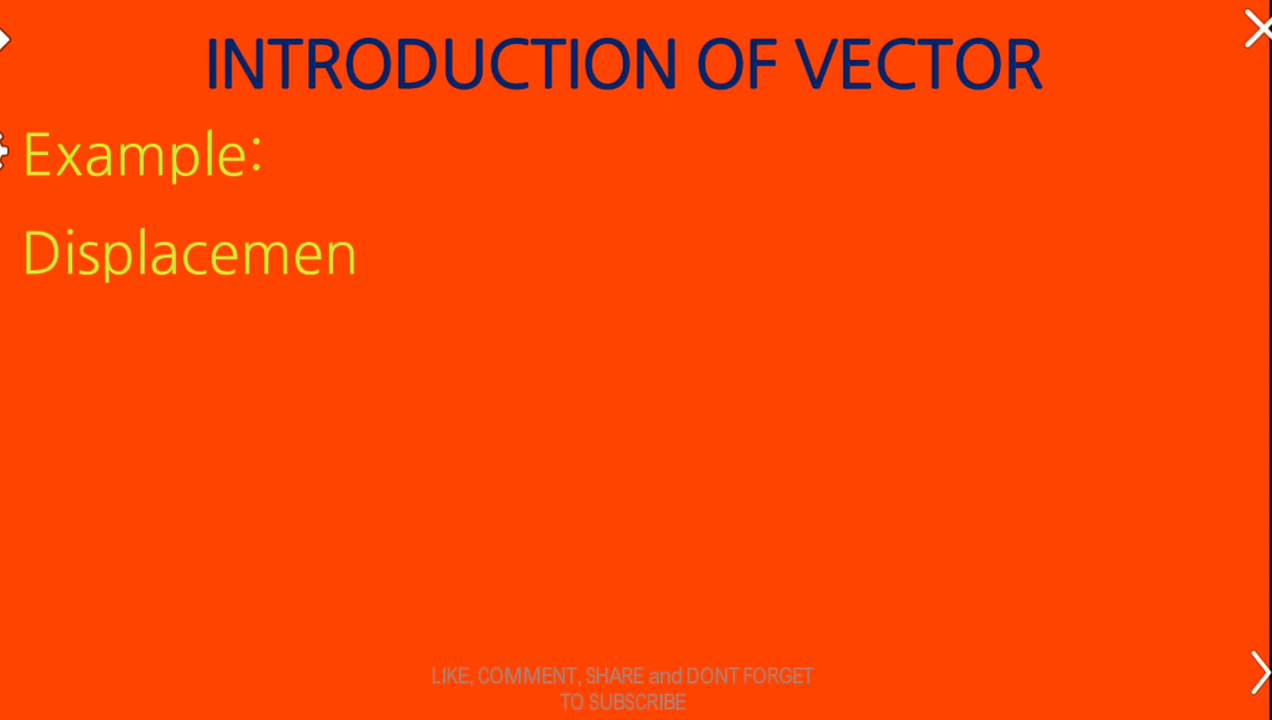 INTRODUCTION OF VECTOR
Example:
Displacemen
LIKE, COMMENT, SHARE and DONT FORGET
TO SUBSCRIBE